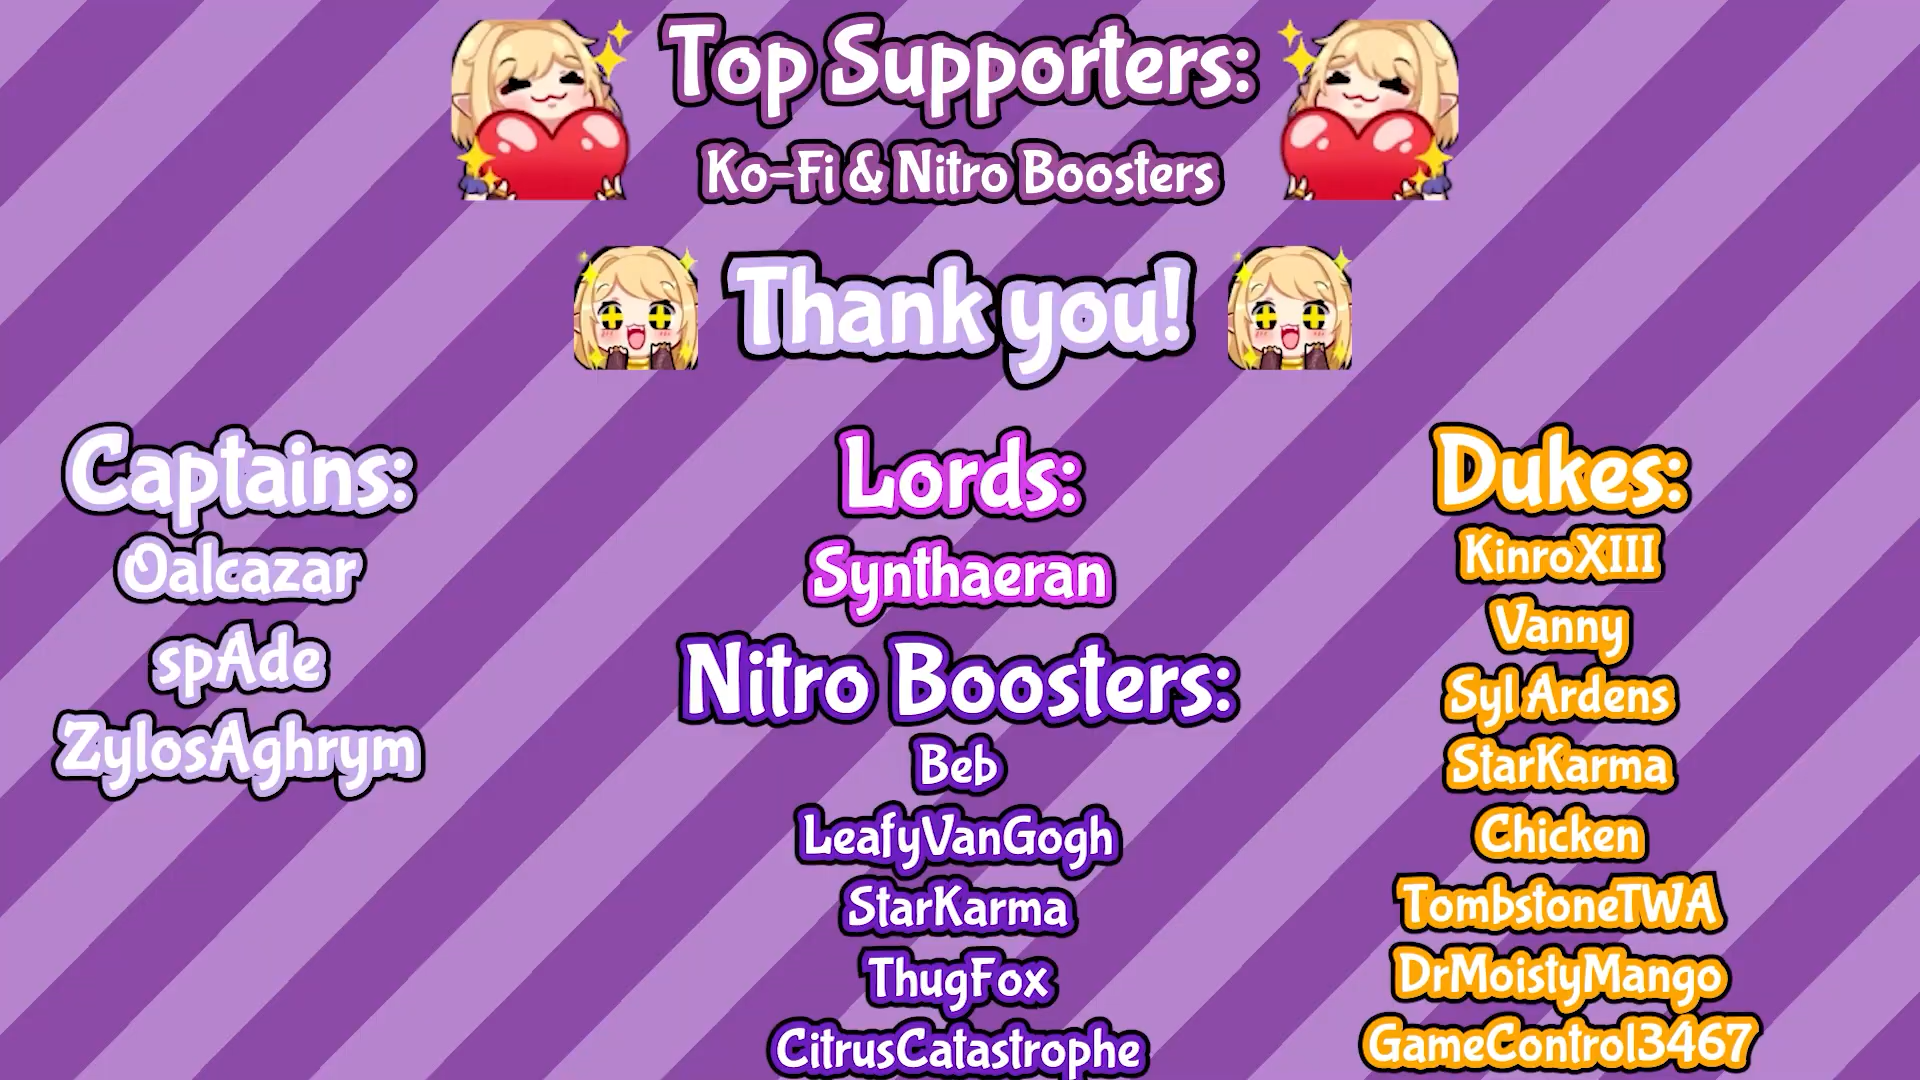 Top Supporters:
Ko-Fi & Nitro Boosters
Thank you!
Captains:
Oalcazar
spAde
ZylosAghrym
Lords:
Synthaeran
Nitro Boosters:
Beb
LeafyVanGogh
StarKarma
ThugFox
CitrusCatastrophe
Dukes:
KinroXIII
Vanny
Syl Ardens
StarKarma
Chicken
TombstoneTWA
DrMoistyMango
GameControl3467